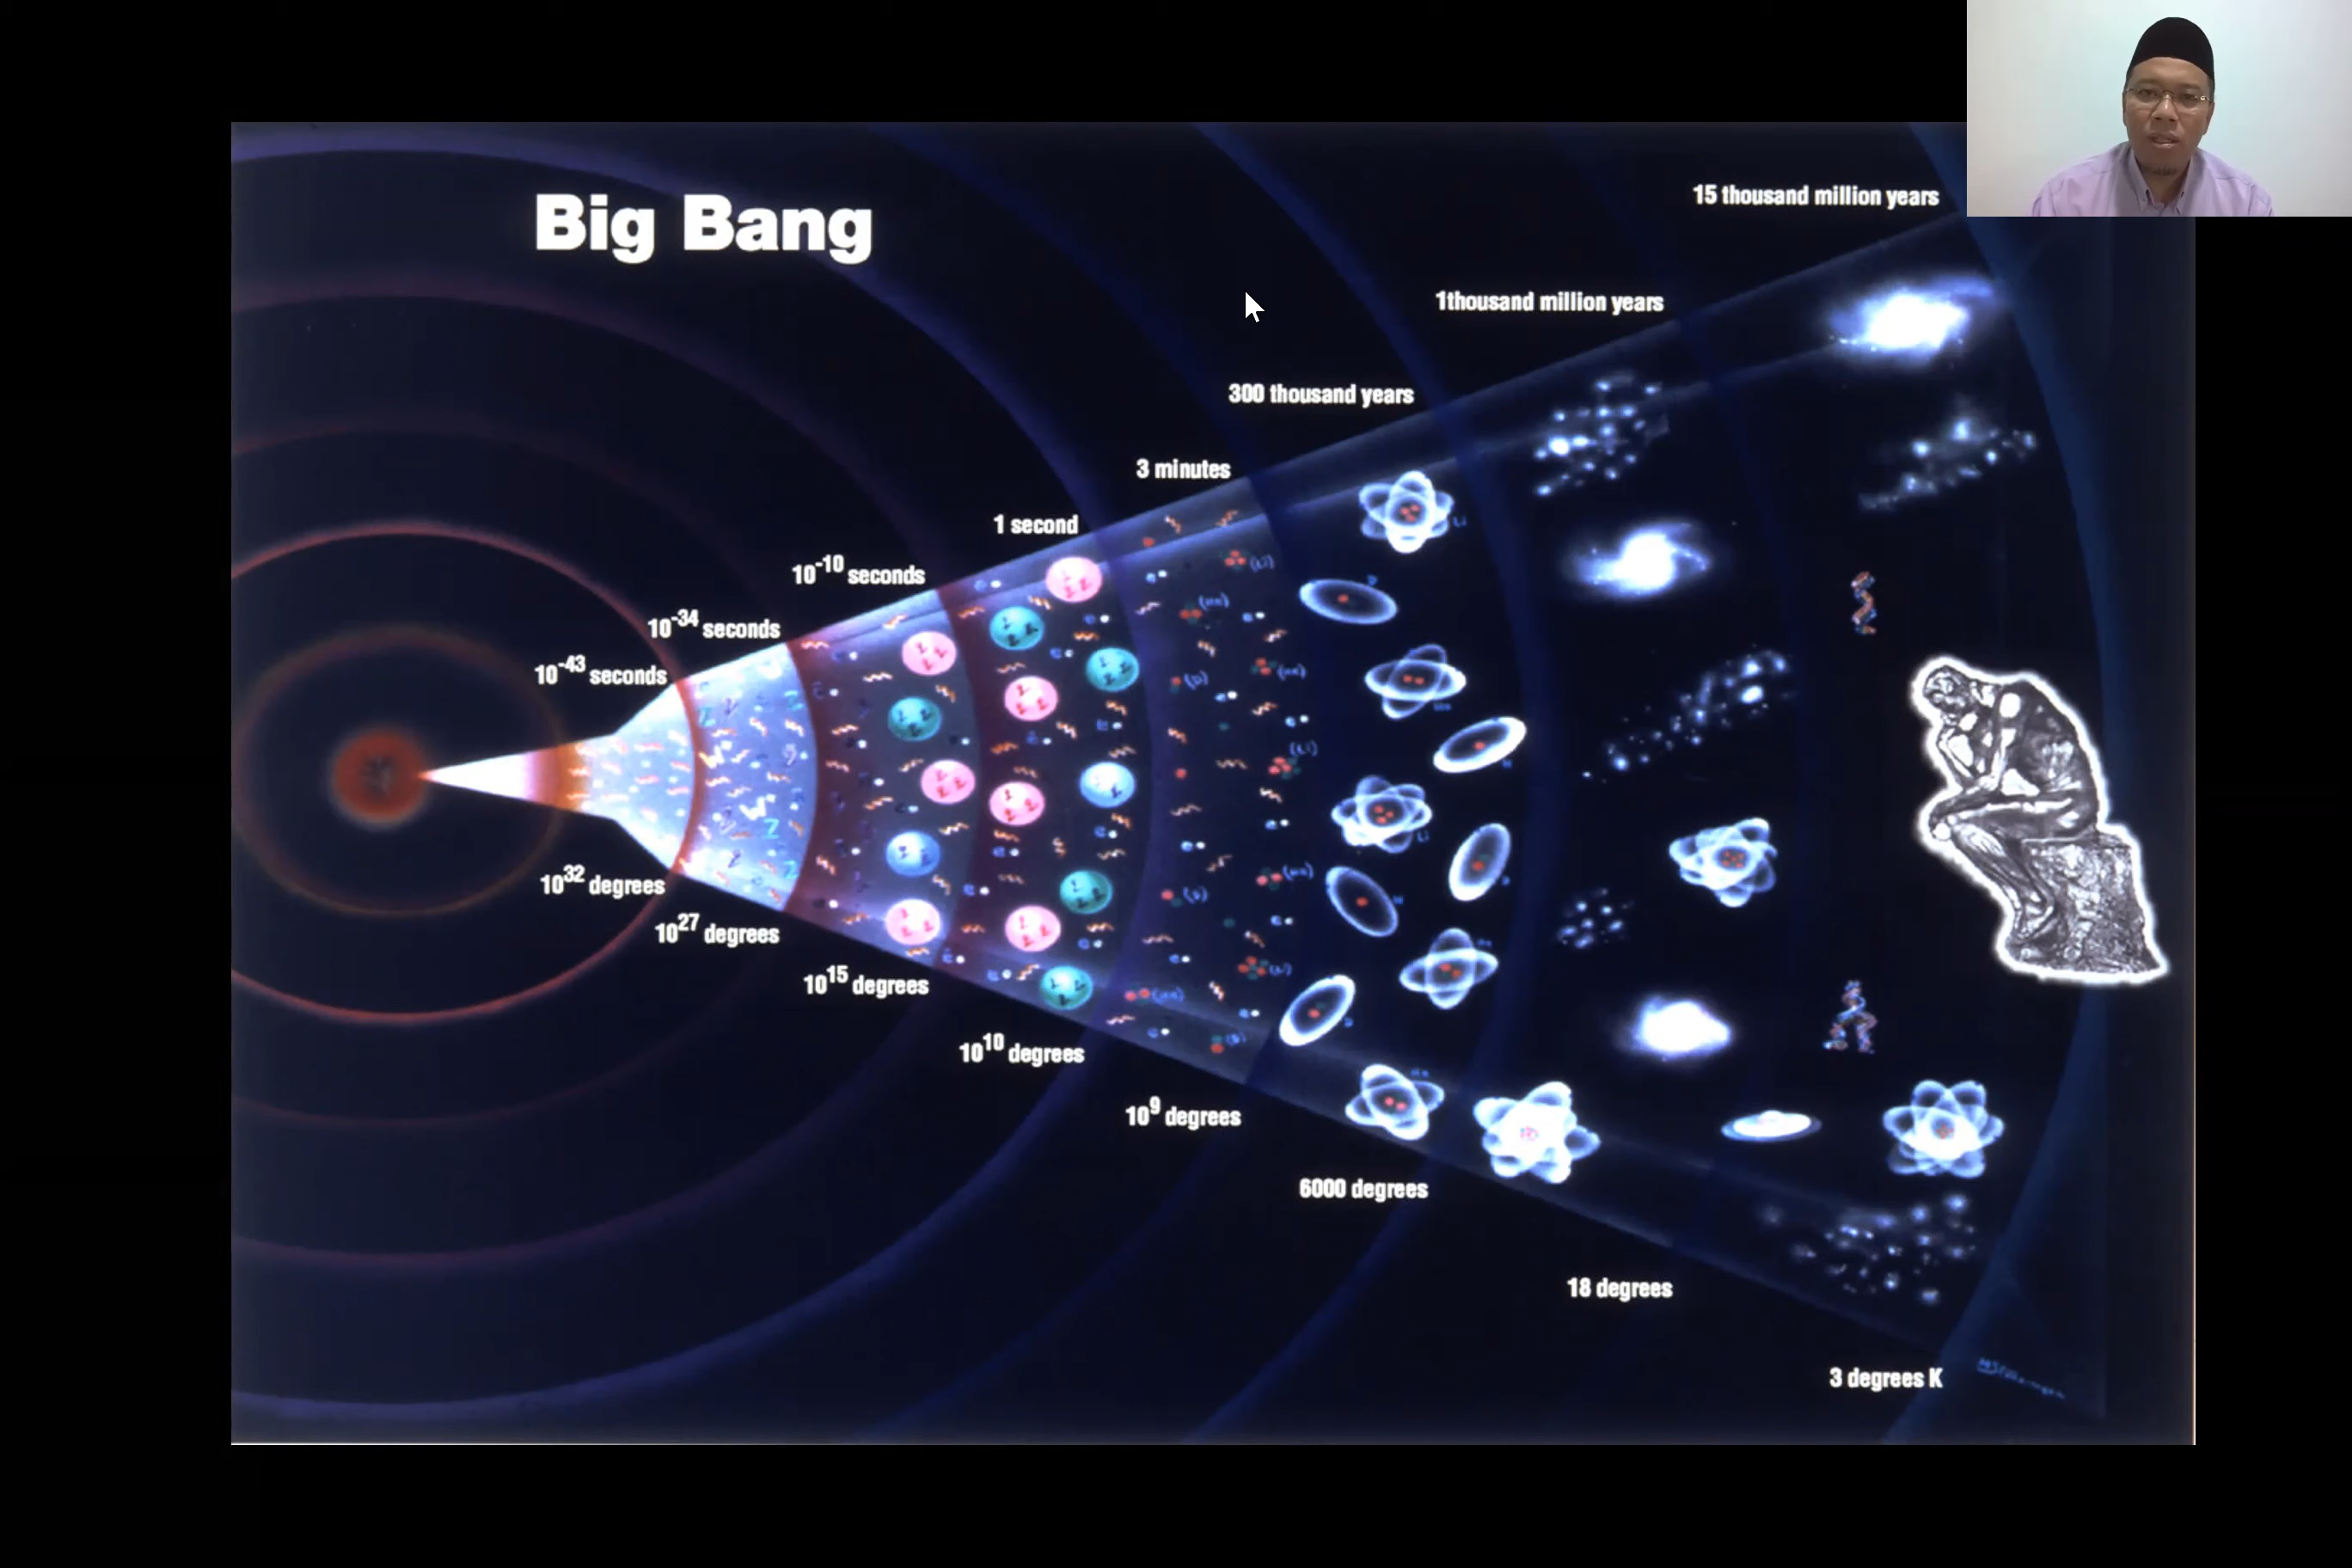 Big Bang
15 thousand million years
1thousand million years
300 thousand years
3 minutes
1 second
10⁻¹⁰ seconds
10⁻³⁴ seconds
10⁻⁴³ seconds
10³² degrees
10²⁷ degrees
10¹⁵ degrees
10¹⁰ degrees
10⁹ degrees
6000 degrees
18 degrees
3 degrees K